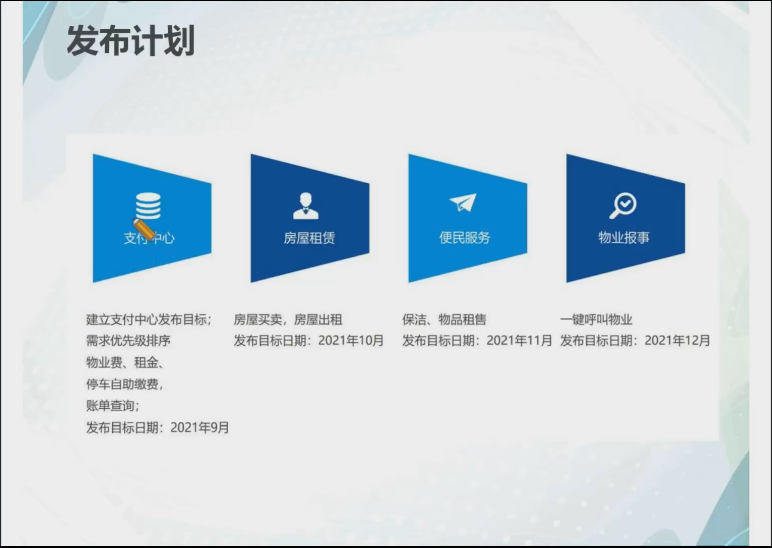 发布计划
支付中心
房屋租赁
便民服务
物业报事
建立支付中心发布目标；
需求优先级排序
物业费、租金、
停车自助缴费，
账单查询；
发布目标日期：2021年9月
房屋买卖，房屋出租
发布目标日期：2021年10月
保洁、物品租售
发布目标日期：2021年11月
一键呼叫物业
发布目标日期：2021年12月